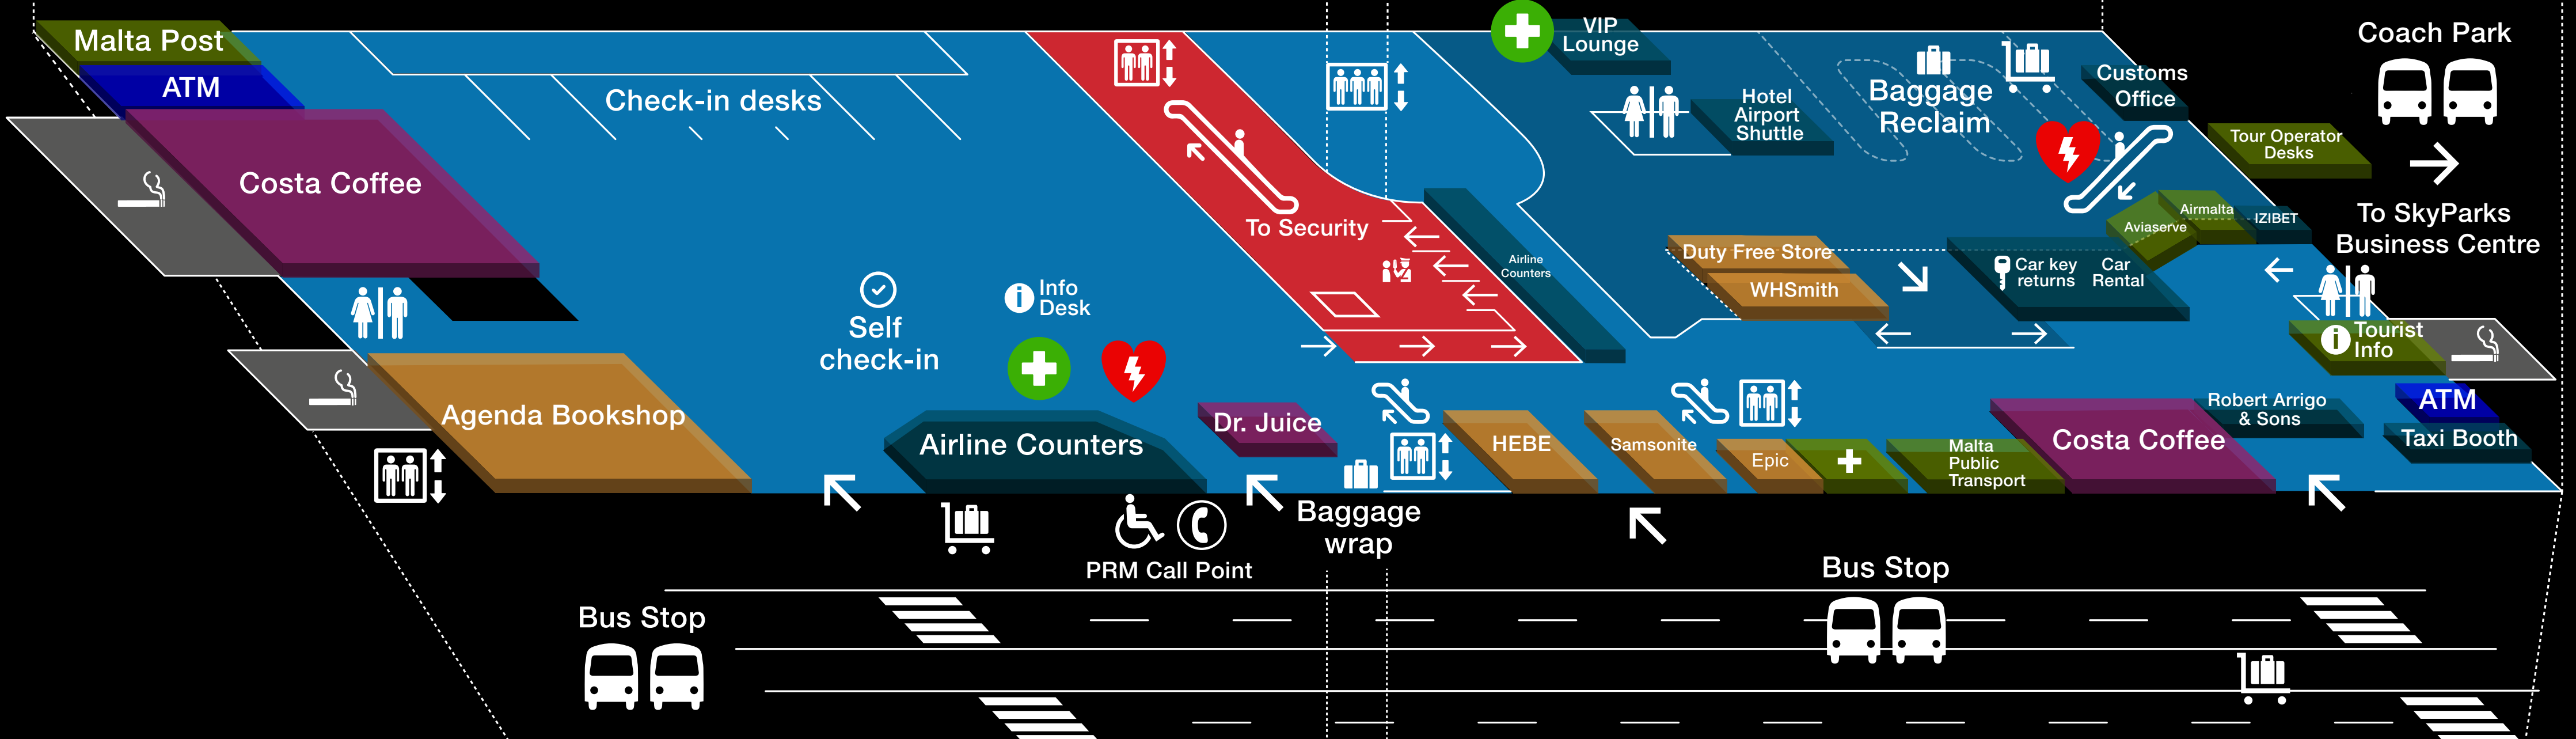 Malta Post
ATM
Costa Coffee
Check-in desks
Agenda Bookshop
Self
check-in
Info
Desk
Airline Counters
To Security
Airline
Counters
Dr. Juice
PRM Call Point
Baggage
wrap
VIP
Lounge
Hotel
Airport
Shuttle
Baggage
Reclaim
Customs
Office
Tour Operator
Desks
Coach Park
To SkyParks
Business Centre
Aviaserve
Airmalta
IZIBET
Duty Free Store
WHSmith
Car key
returns
Car
Rental
Tourist
Info
HEBE
Samsonite
Epic
Malta
Public
Transport
Costa Coffee
Robert Arrigo
& Sons
ATM
Taxi Booth
Bus Stop
Bus Stop